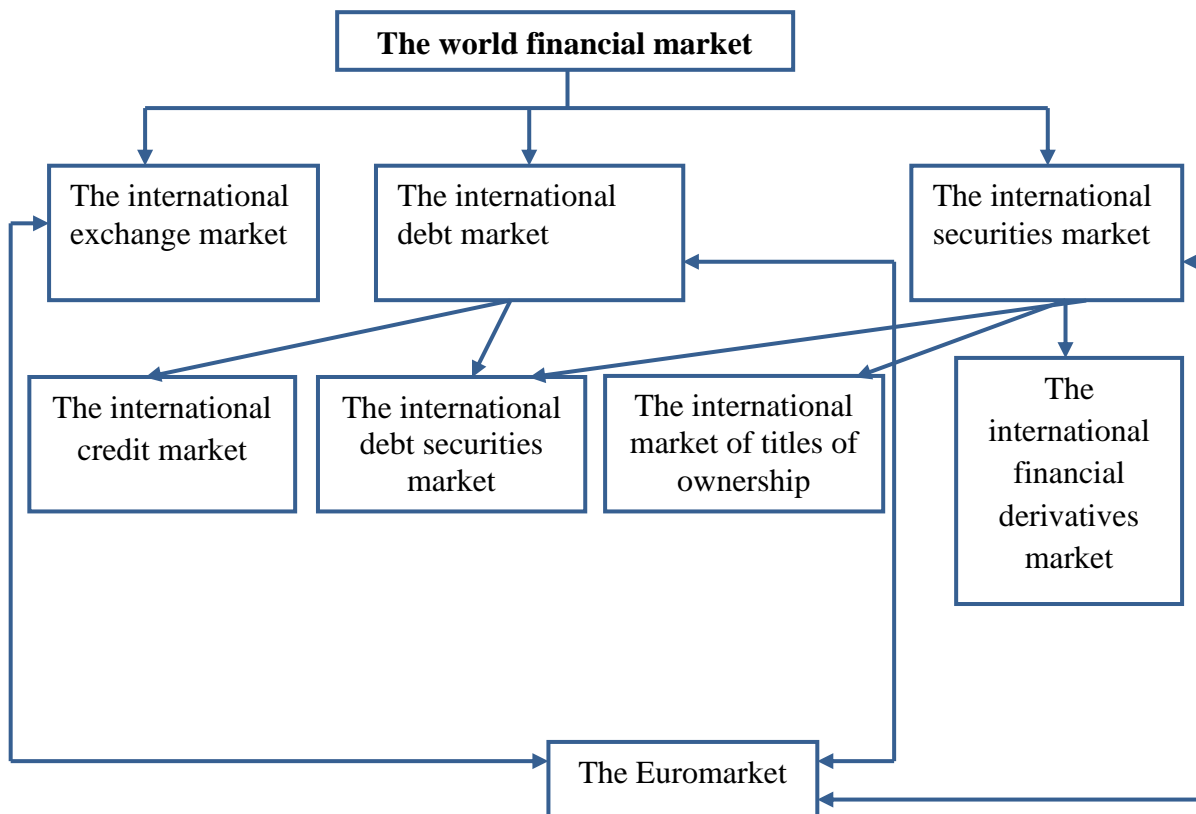 The world financial market
The international
exchange market
The international
debt market
The international
securities market
The international
credit market
The international
debt securities
market
The international
market of titles of
ownership
The
international
financial
derivatives
market
The Euromarket